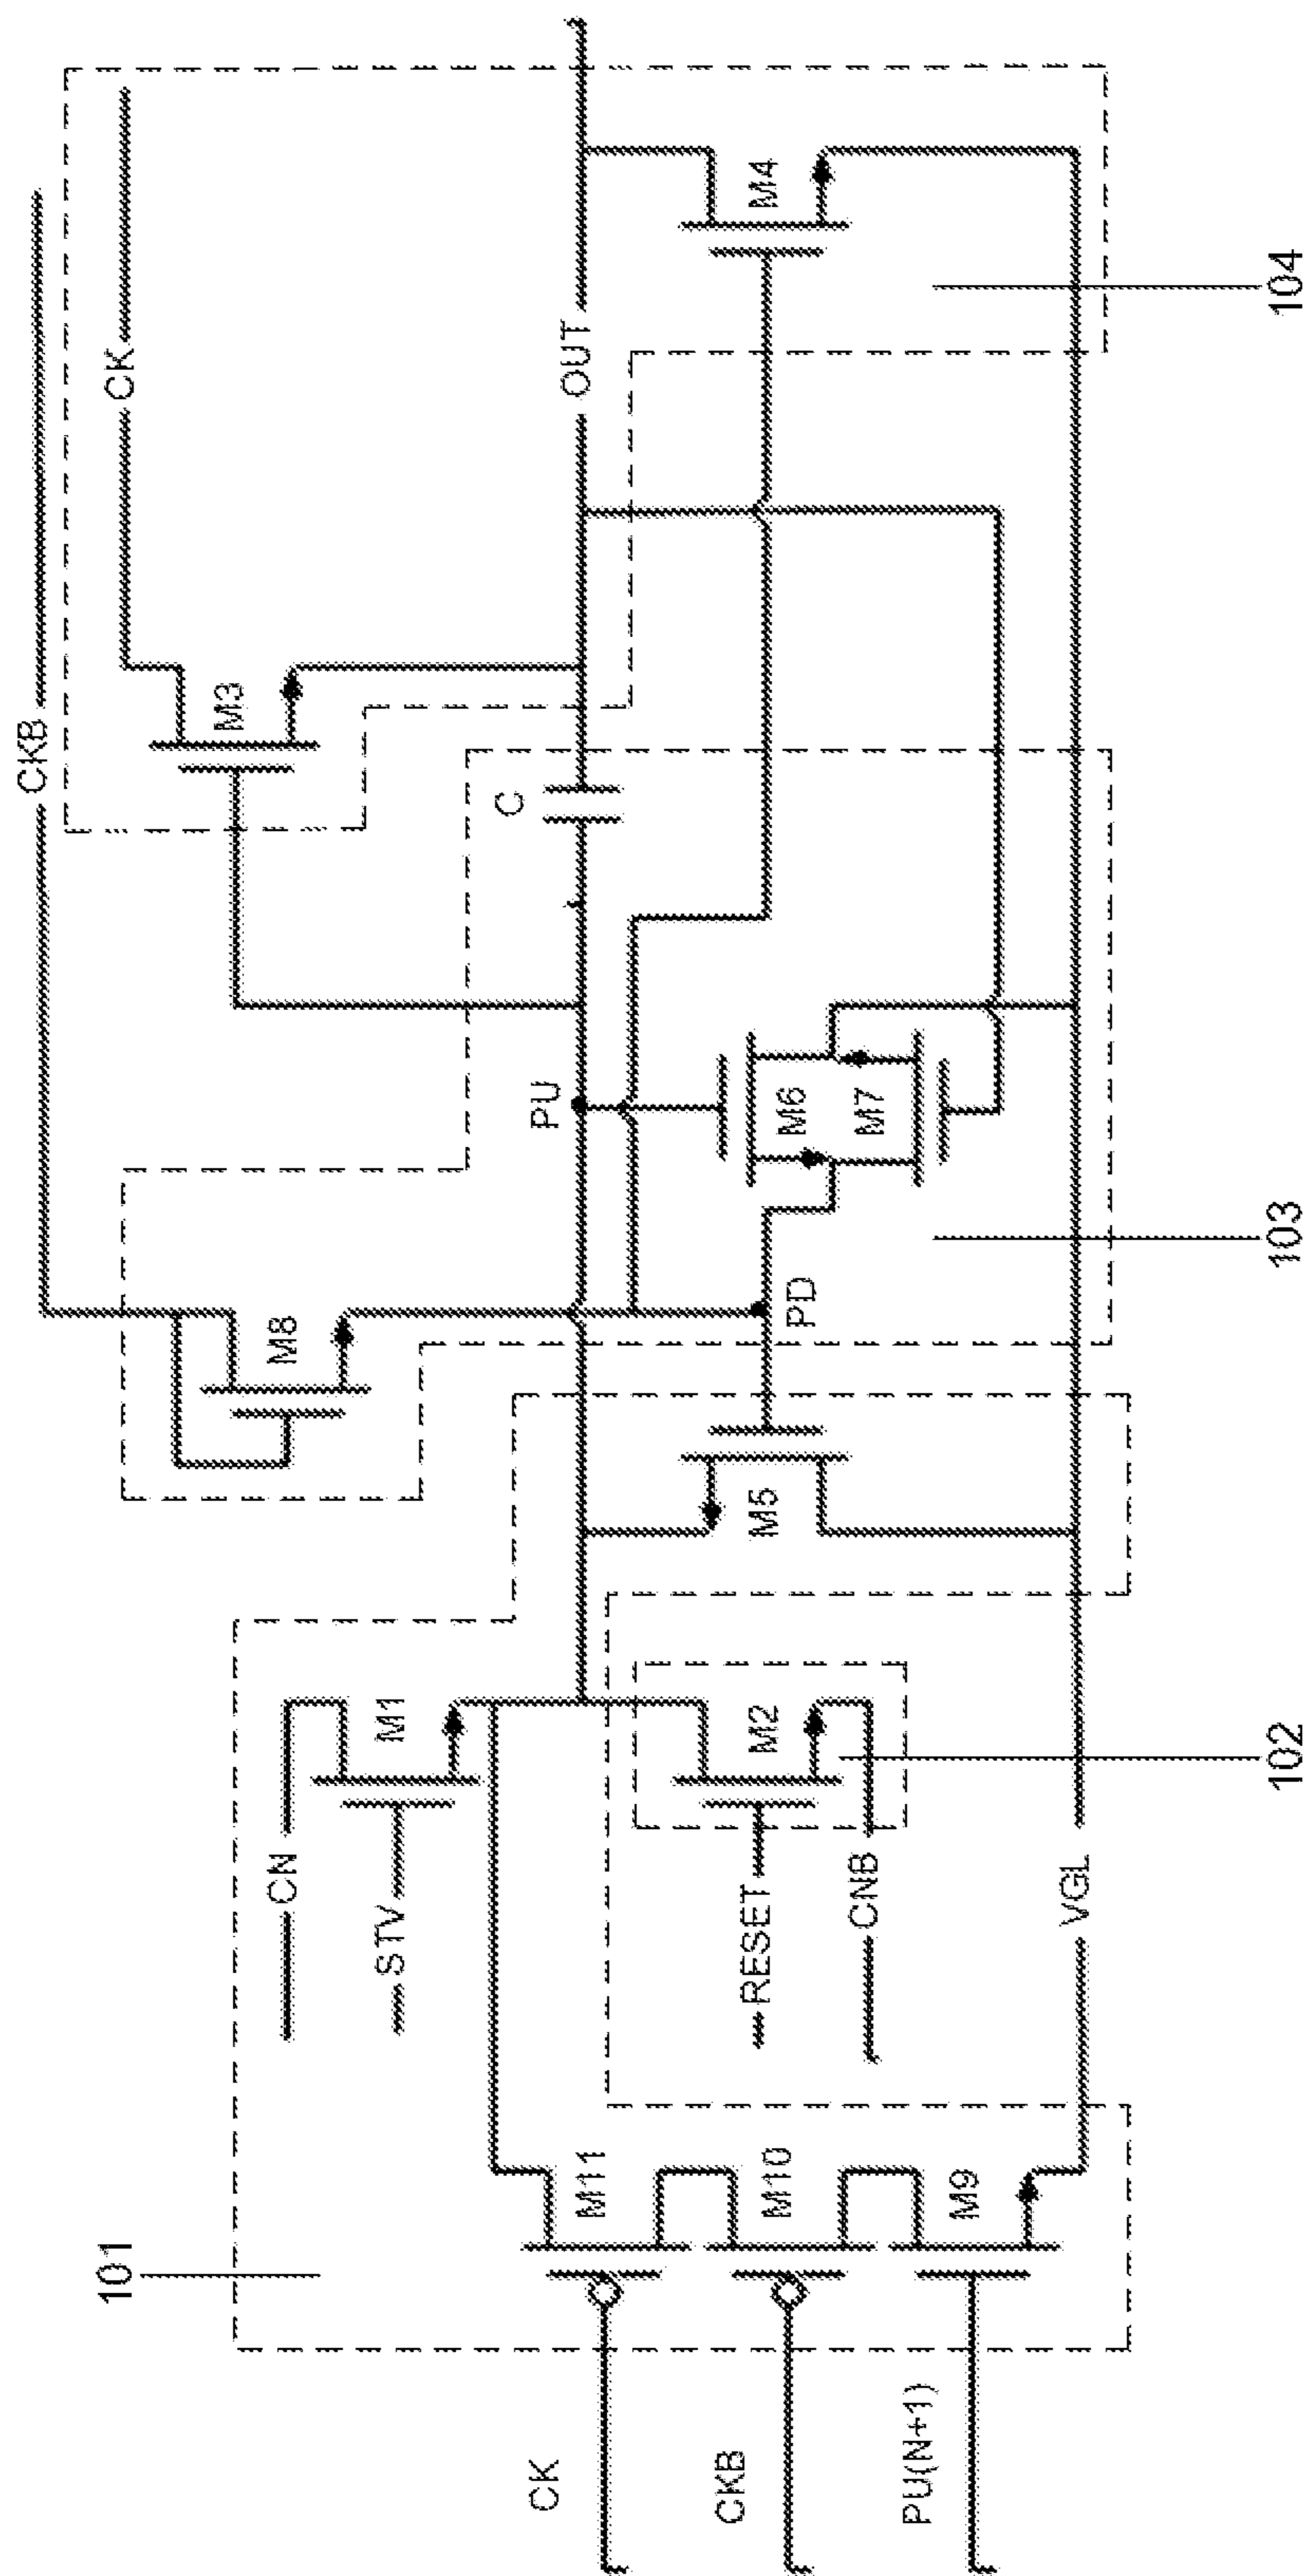 CKB
CK
M3
M8
C
OUT
M4
PU
M6
M7
PD
M5
CN
M1
STV
M2
RESET
CNB
VGL
M11
M10
M9
CK
CKB
PU(N+1)
101
102
103
104